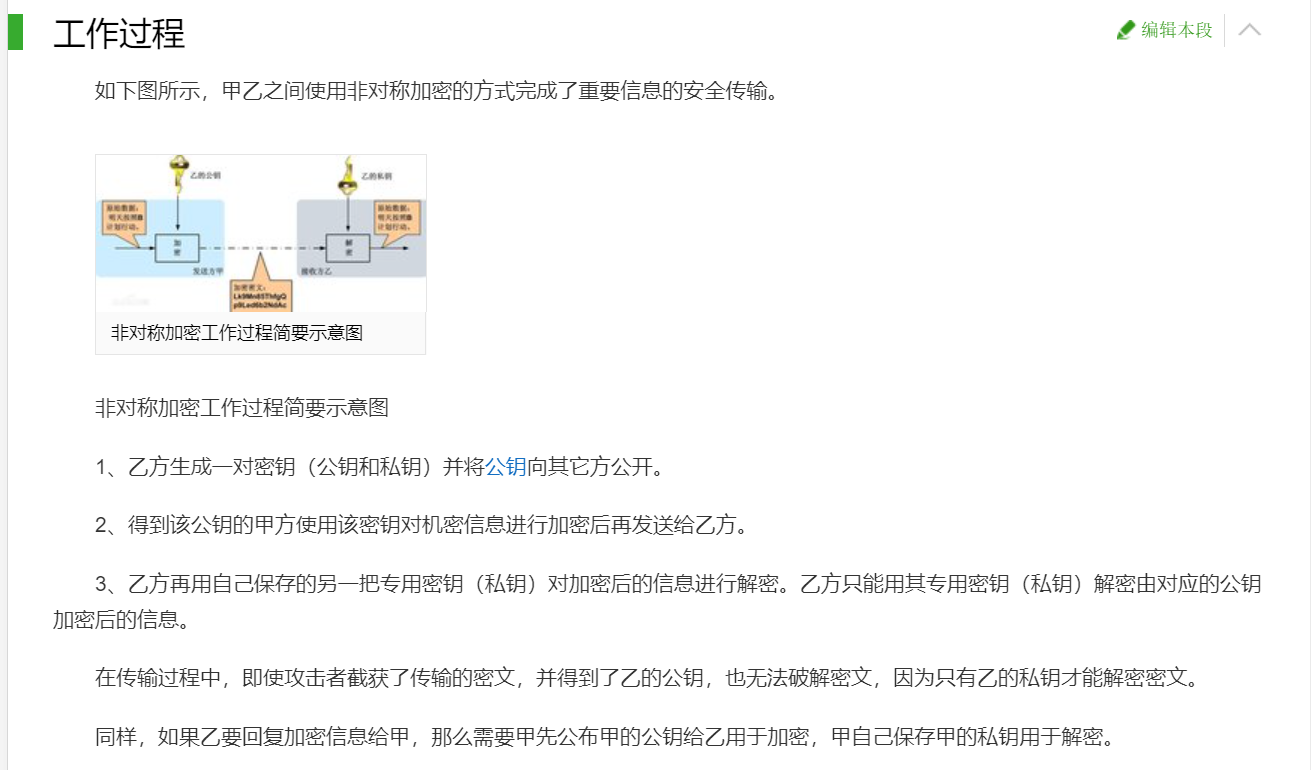 工作过程
编辑本段
如下图所示，甲乙之间使用非对称加密的方式完成了重要信息的安全传输。
乙的公钥
乙的私钥
原始数据：
明天按照B
计划行动。
原始数据：
明天按照B
计划行动。
加
密
解
密
发送方甲
接收方乙
加密密文：
非对称加密工作过程简要示意图
非对称加密工作过程简要示意图
1、乙方生成一对密钥（公钥和私钥）并将公钥向其它方公开。
2、得到该公钥的甲方使用该密钥对机密信息进行加密后再发送给乙方。
3、乙方再用自己保存的另一把专用密钥（私钥）对加密后的信息进行解密。乙方只能用其专用密钥（私钥）解密由对应的公钥
加密后的信息。
在传输过程中，即使攻击者截获了传输的密文，并得到了乙的公钥，也无法破解密文，因为只有乙的私钥才能解密密文。
同样，如果乙要回复加密信息给甲，那么需要甲先公布甲的公钥给乙用于加密，甲自己保存甲的私钥用于解密。